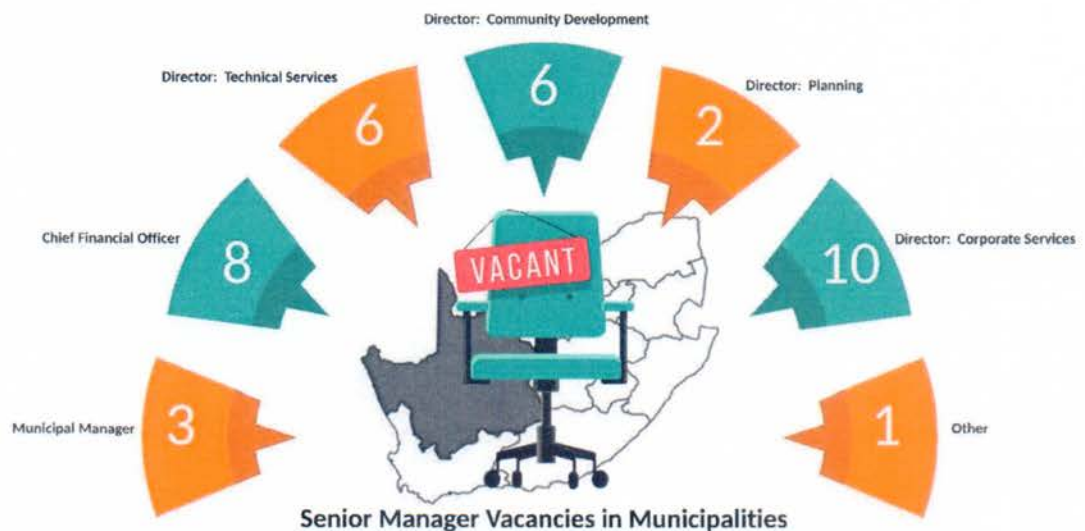 Director: Community Development
6
Director: Technical Services
6
Director: Planning
2
Chief Financial Officer
8
Director: Corporate Services
10
VACANT
Municipal Manager
3
1
Other
Senior Manager Vacancies in Municipalities